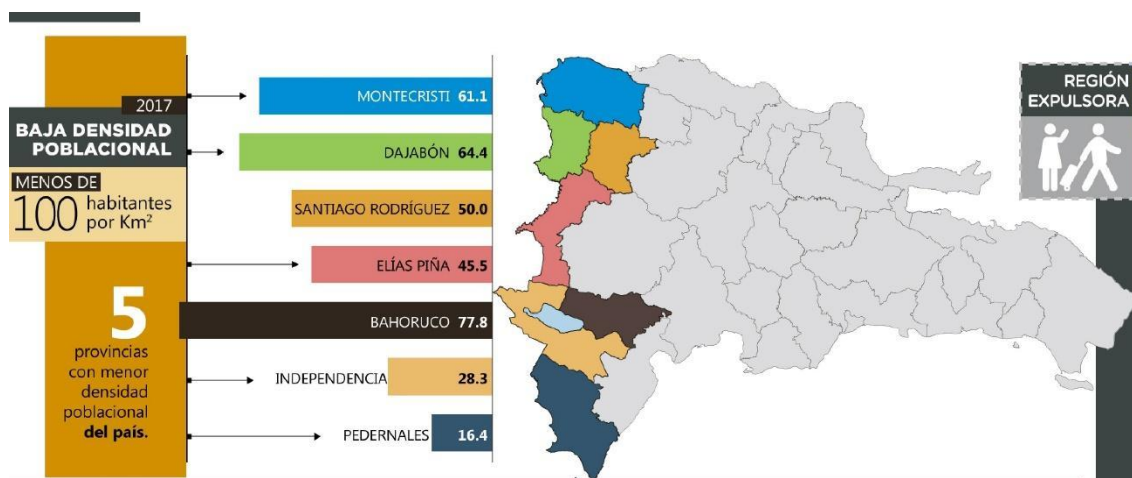 2017
BAJA DENSIDAD
POBLACIONAL
MENOS DE
100 habitantes
por Km²
5
provincias
con menor
densidad
poblacional
del país.
MONTECRISTI 61.1
DAJABÓN 64.4
SANTIAGO RODRÍGUEZ 50.0
ELÍAS PIÑA 45.5
BAHORUCO 77.8
INDEPENDENCIA 28.3
PEDERNALES 16.4
REGIÓN
EXPULSORA